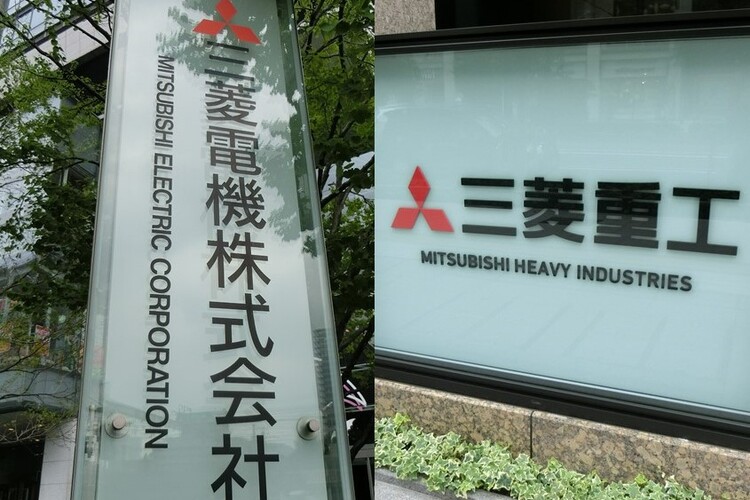 三菱電機株式会社
MITSUBISHI ELECTRIC CORPORATION
三菱重工
MITSUBISHI HEAVY INDUSTRIES